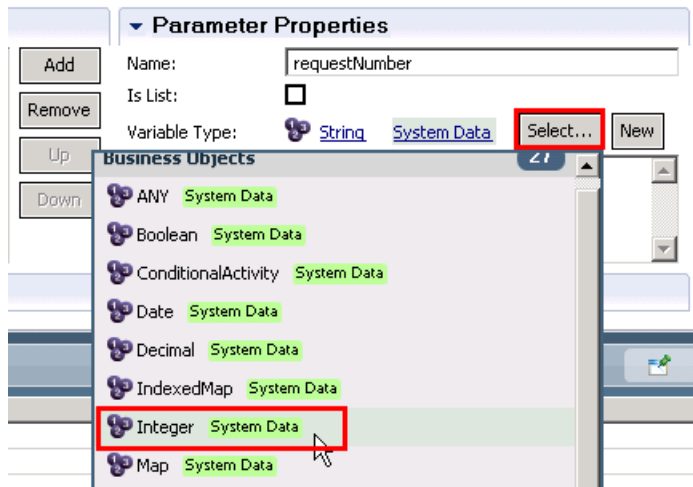 Parameter Properties
Add
Name:
requestNumber
Is List:
Remove
Variable Type:
String
System Data
Select...
New
Up
Business Objects
27
Down
ANY System Data
Boolean System Data
ConditionalActivity System Data
Date System Data
Decimal System Data
IndexedMap System Data
Integer System Data
Map System Data